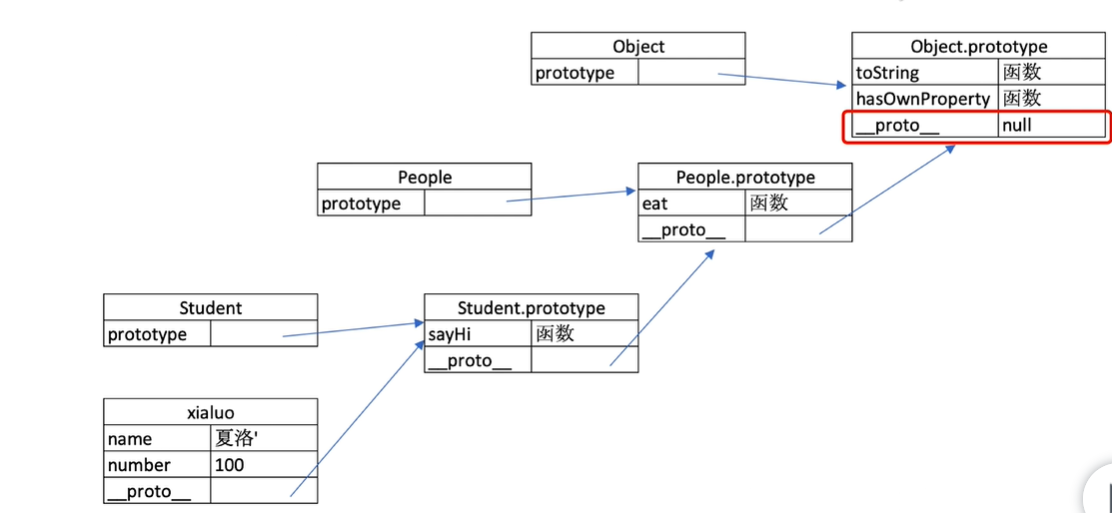 Object
prototype
Object.prototype
toString 函数
hasOwnProperty 函数
__proto__ null
People
prototype
People.prototype
eat 函数
__proto__
Student
prototype
Student.prototype
sayHi 函数
__proto__
xialuo
name 夏洛'
number 100
__proto__